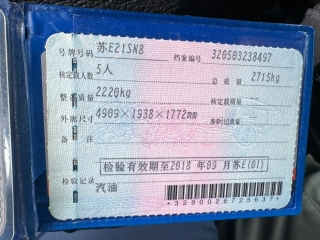 号牌号码 苏E215N8 档案编号 320503238497
核定载人数 5人 总质量 2715kg
整备质量 2220kg 核定载质量
外廓尺寸 4909×1938×1772mm 准牵引总质量
备注
检验有效期至2018 年09 月苏E(01)
检验记录 汽油
*3290026725637*